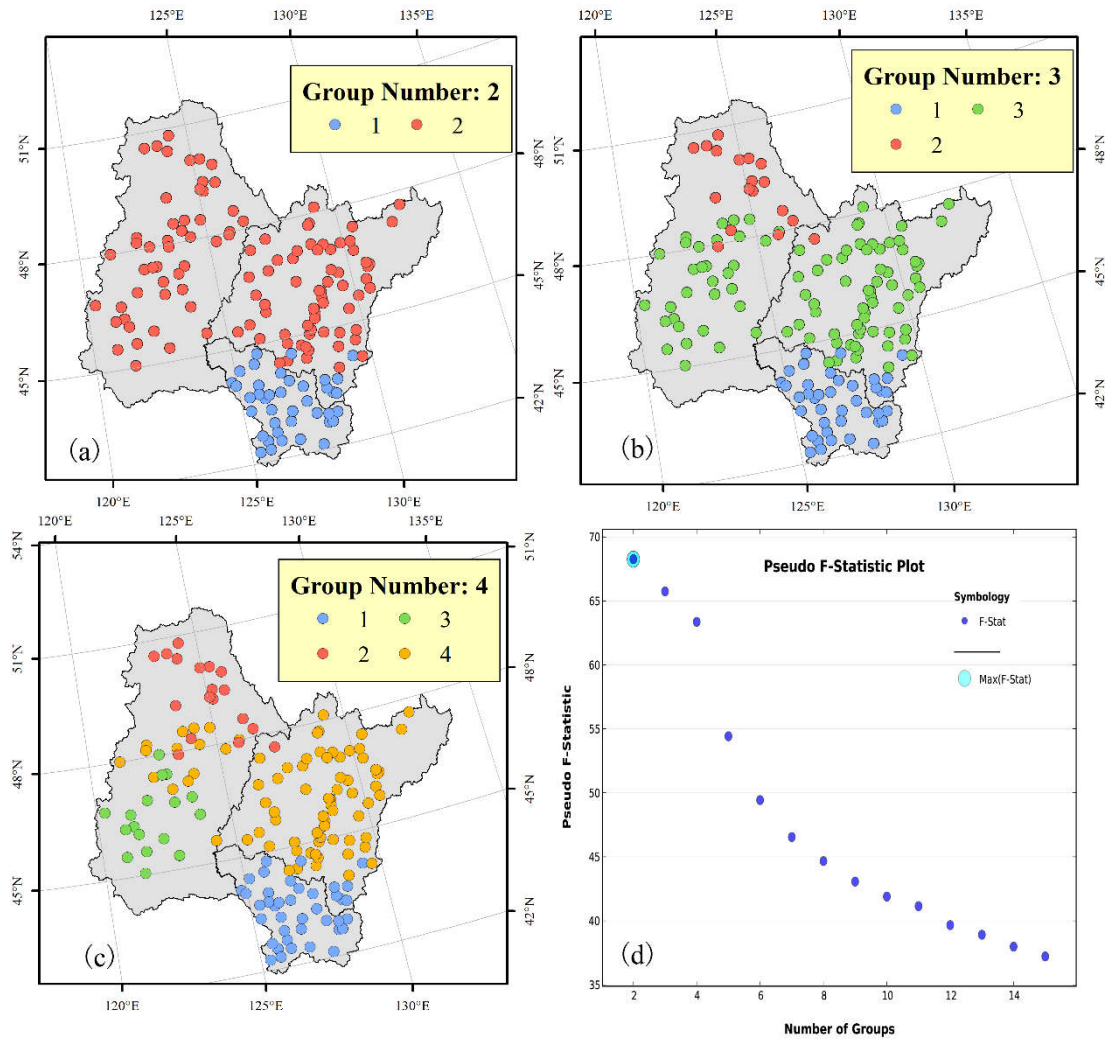 125°E 130°E 135°E
Group Number: 2
1 2
51°N
48°N
45°N
48°N
45°N
42°N
(a)
120°E 125°E 130°E
120°E 125°E 130°E 135°E
Group Number: 3
1 3
2
51°N
48°N
45°N
48°N
45°N
42°N
(b)
120°E 125°E 130°E
120°E 125°E 130°E 135°E
Group Number: 4
1 3
2 4
54°N
51°N
48°N
45°N
51°N
48°N
45°N
42°N
(c)
120°E 125°E 130°E
Pseudo F-Statistic Plot
Symbology
F-Stat
Max(F-Stat)
Pseudo F-Statistic
70
65
60
55
50
45
40
35
(d)
2 4 6 8 10 12 14
Number of Groups